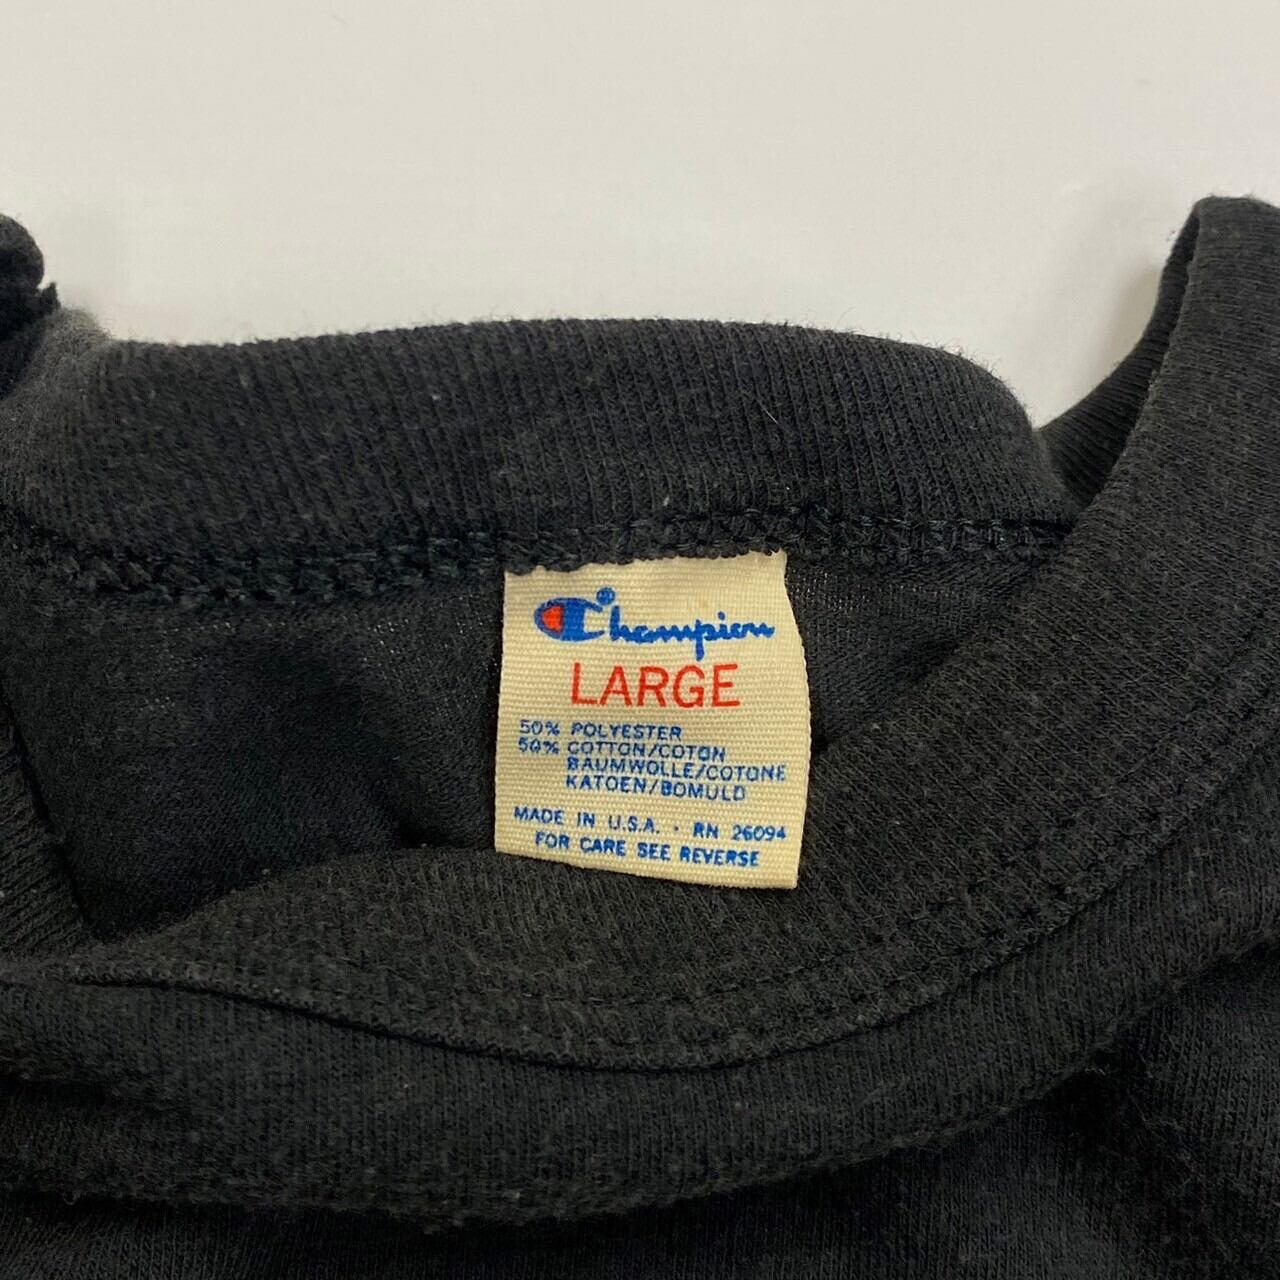 Champion
LARGE
50% POLYESTER
50% COTTON/COTON
BAUMWOLLE/COTONE
KATOEN/BOMULD
MADE IN U.S.A. · RN 26094
FOR CARE SEE REVERSE